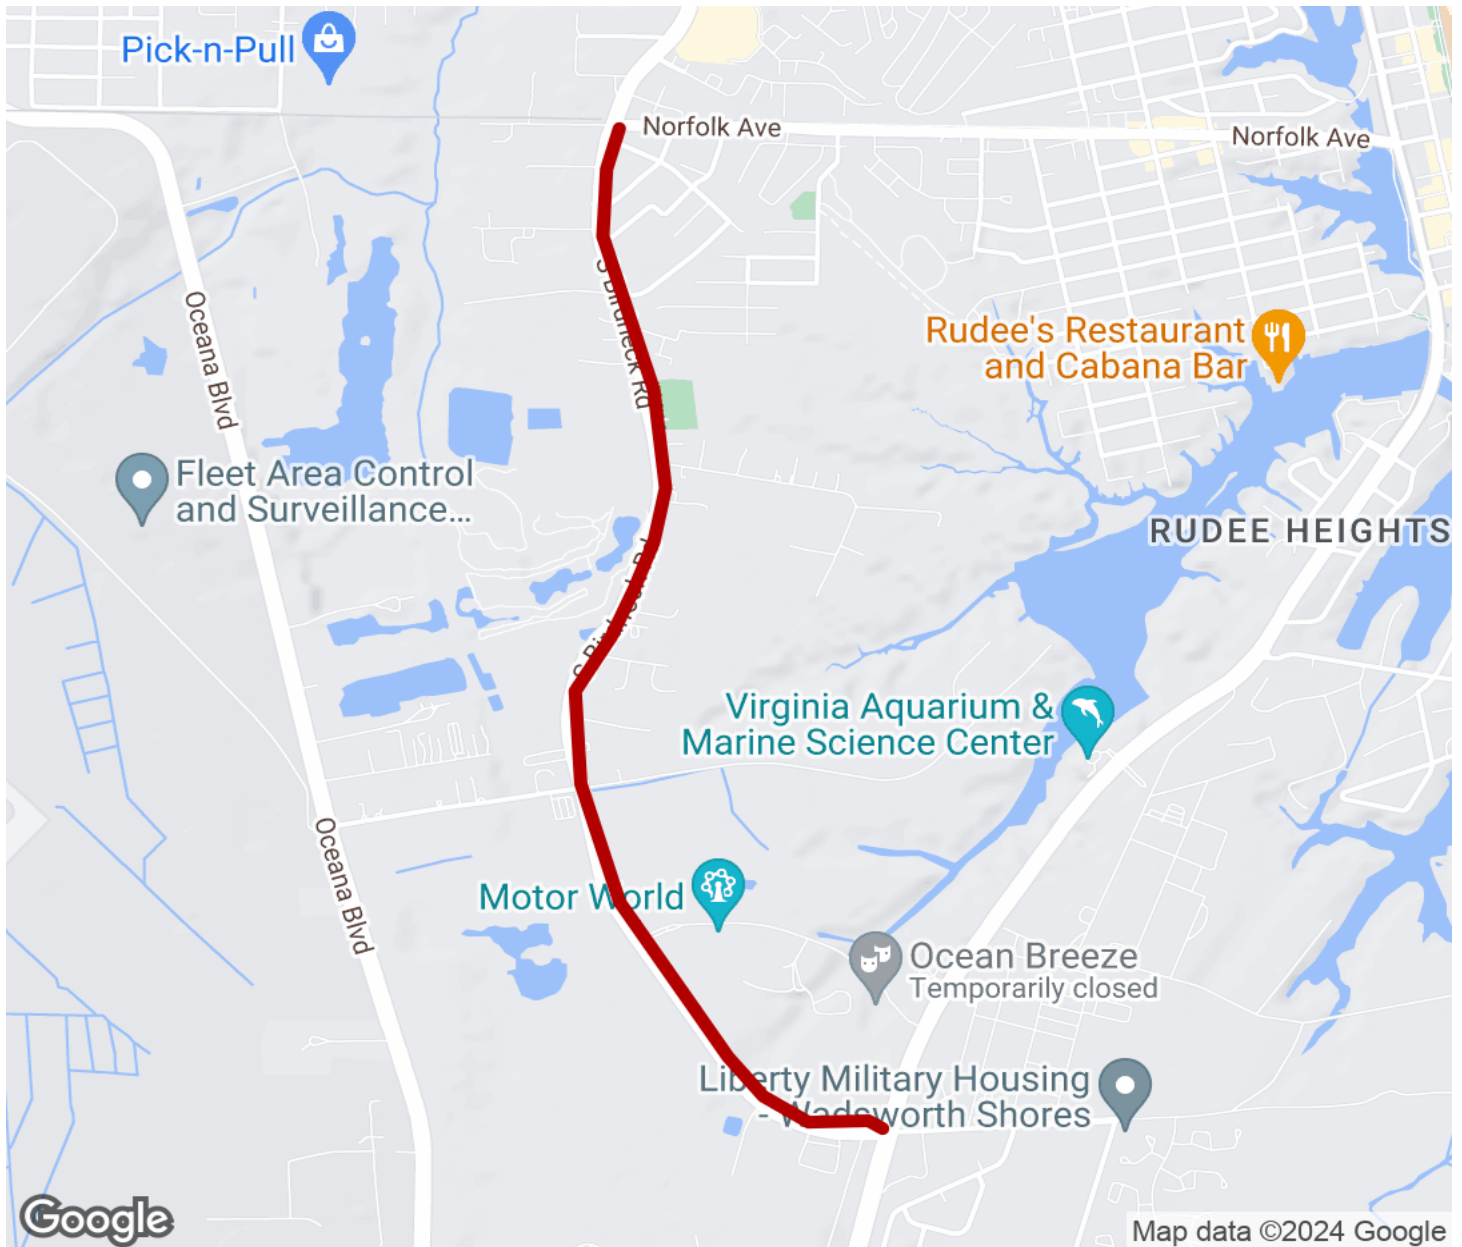 Pick-n-Pull
Norfolk Ave
Norfolk Ave
S Birdneck Rd
Oceana Blvd
Rudee's Restaurant
and Cabana Bar
Fleet Area Control
and Surveillance...
RUDEE HEIGHTS
Virginia Aquarium &
Marine Science Center
Oceana Blvd
Motor World
Ocean Breeze
Temporarily closed
Liberty Military Housing
- Wadsworth Shores
Google
Map data ©2024 Google